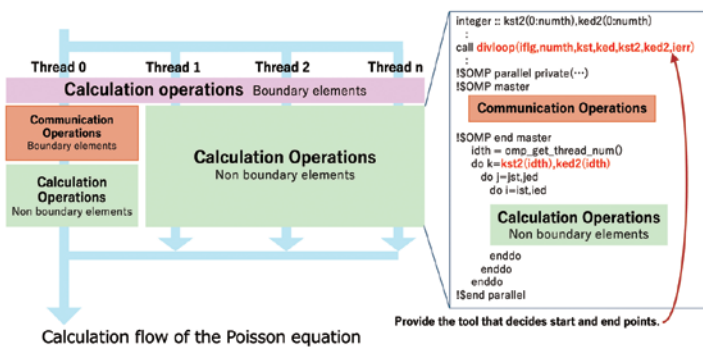 Thread 0 Thread 1 Thread 2 Thread n
Calculation operations Boundary elements
Communication
Operations
Boundary elements
Calculation
Operations
Non boundary elements
Calculation Operations
Non boundary elements
Calculation flow of the Poisson equation
integer :: kst2(0:numth),ked2(0:numth)
:
call divloop(iflg,numth,kst,ked,kst2,ked2,ierr)
:
!$OMP parallel private(…)
!$OMP master
Communication Operations
!$OMP end master
idth = omp_get_thread_num()
do k=kst2(idth),ked2(idth)
do j=jst,jed
do i=ist,ied
Calculation Operations
Non boundary elements
enddo
enddo
enddo
!$end parallel
Provide the tool that decides start and end points.